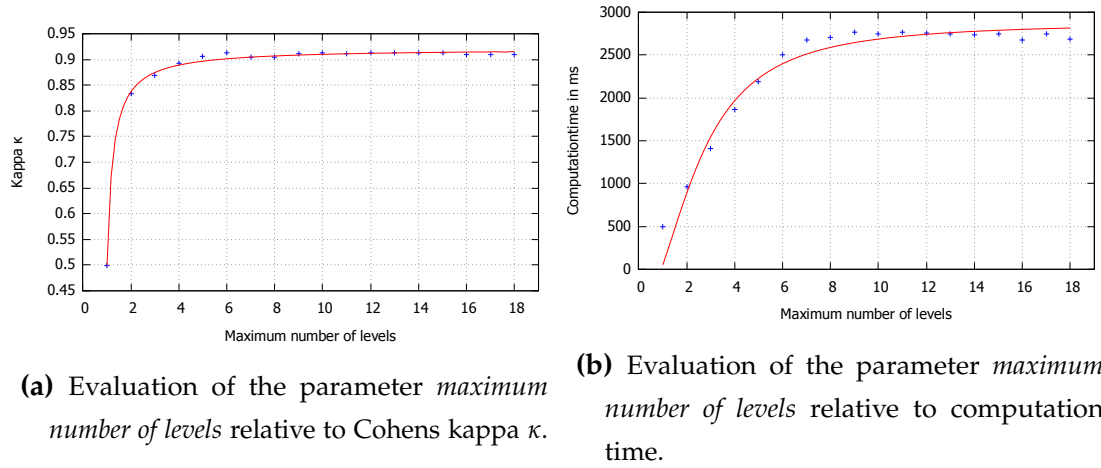 0.95
0.9
0.85
0.8
0.75
0.7
0.65
0.6
0.55
0.5
0.45
Kappa κ
0 2 4 6 8 10 12 14 16 18
Maximum number of levels
(a) Evaluation of the parameter maximum
number of levels relative to Cohens kappa κ.
3000
2500
2000
1500
1000
500
0
Computationtime in ms
0 2 4 6 8 10 12 14 16 18
Maximum number of levels
(b) Evaluation of the parameter maximum
number of levels relative to computation
time.